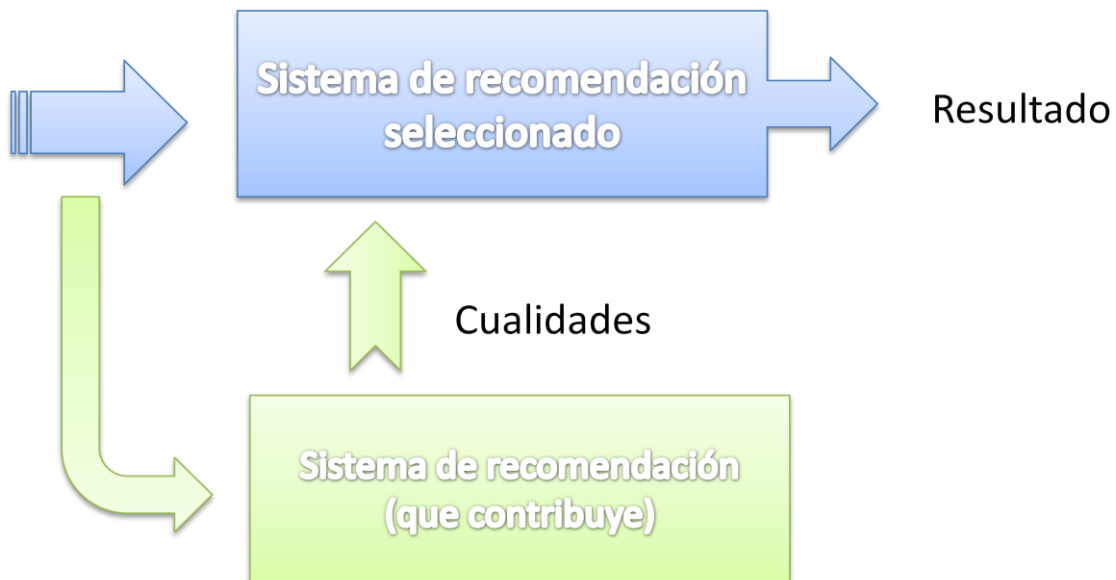 Sistema de recomendación
seleccionado
Resultado
Cualidades
Sistema de recomendación
(que contribuye)